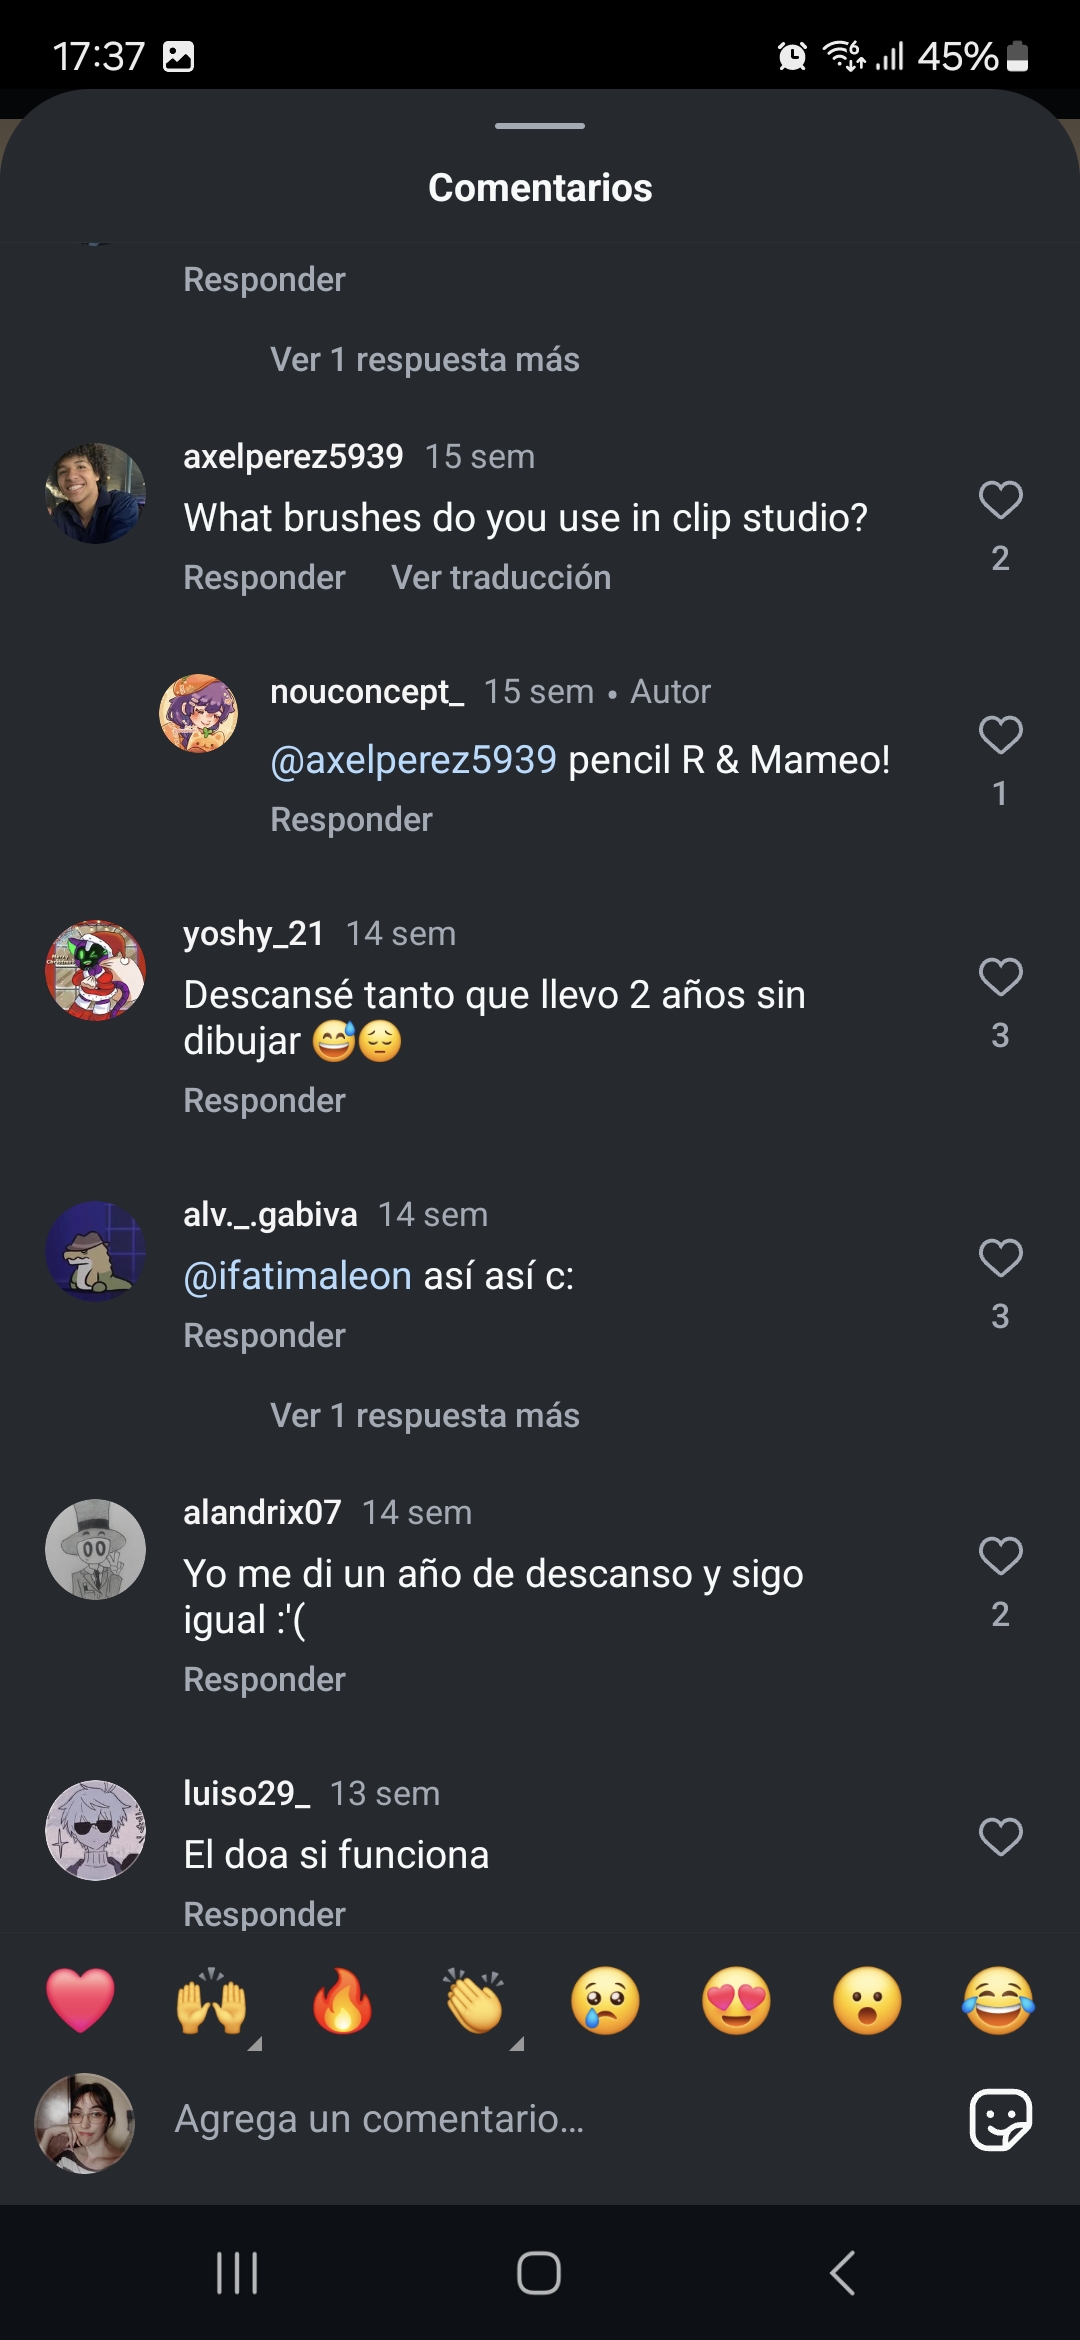 17:37 45%
Comentarios
Responder
Ver 1 respuesta más
axelperez5939 15 sem
What brushes do you use in clip studio?
2
Responder Ver traducción
nouconcept_ 15 sem • Autor
@axelperez5939 pencil R & Mameo!
1
Responder
yoshy_21 14 sem
Descansé tanto que llevo 2 años sin
dibujar 😅😔
3
Responder
alv._.gabiva 14 sem
@ifatimaleon así así c:
3
Responder
Ver 1 respuesta más
alandrix07 14 sem
Yo me di un año de descanso y sigo
igual :'(
2
Responder
luiso29_ 13 sem
El doa si funciona
Responder
Agrega un comentario...